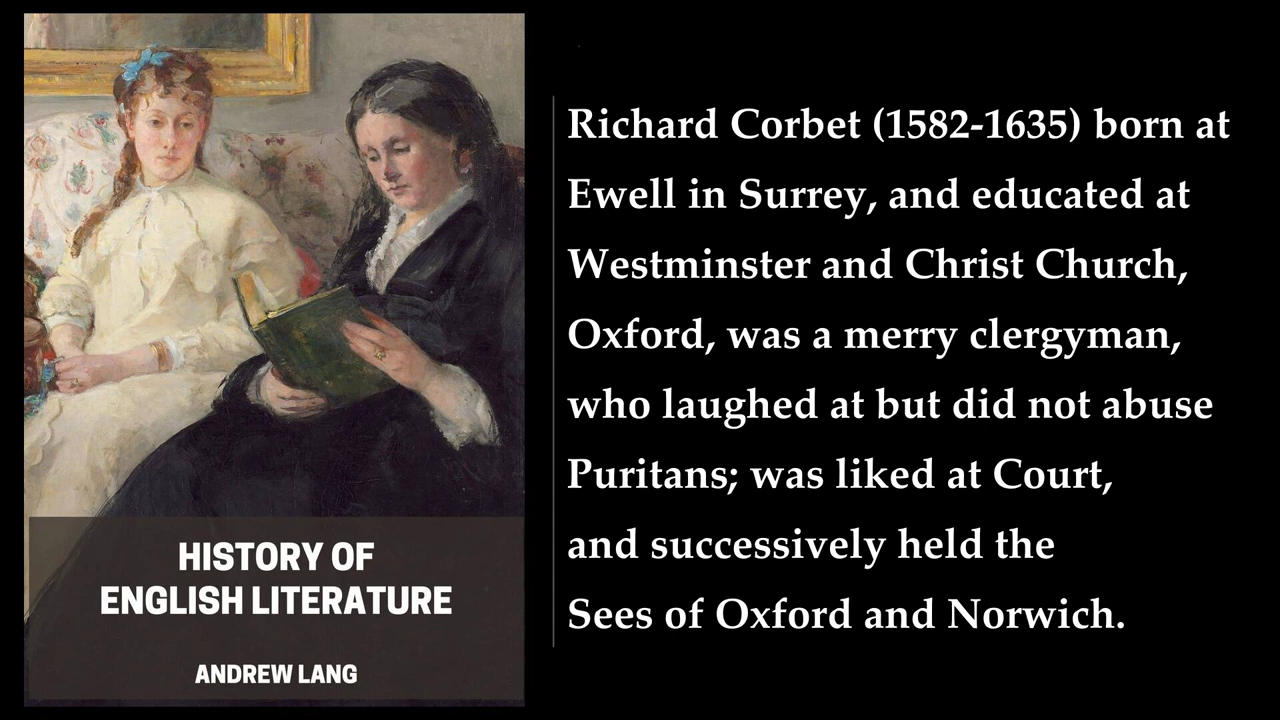 HISTORY OF
ENGLISH LITERATURE
ANDREW LANG
Richard Corbet (1582-1635) born at
Ewell in Surrey, and educated at
Westminster and Christ Church,
Oxford, was a merry clergyman,
who laughed at but did not abuse
Puritans; was liked at Court,
and successively held the
Sees of Oxford and Norwich.